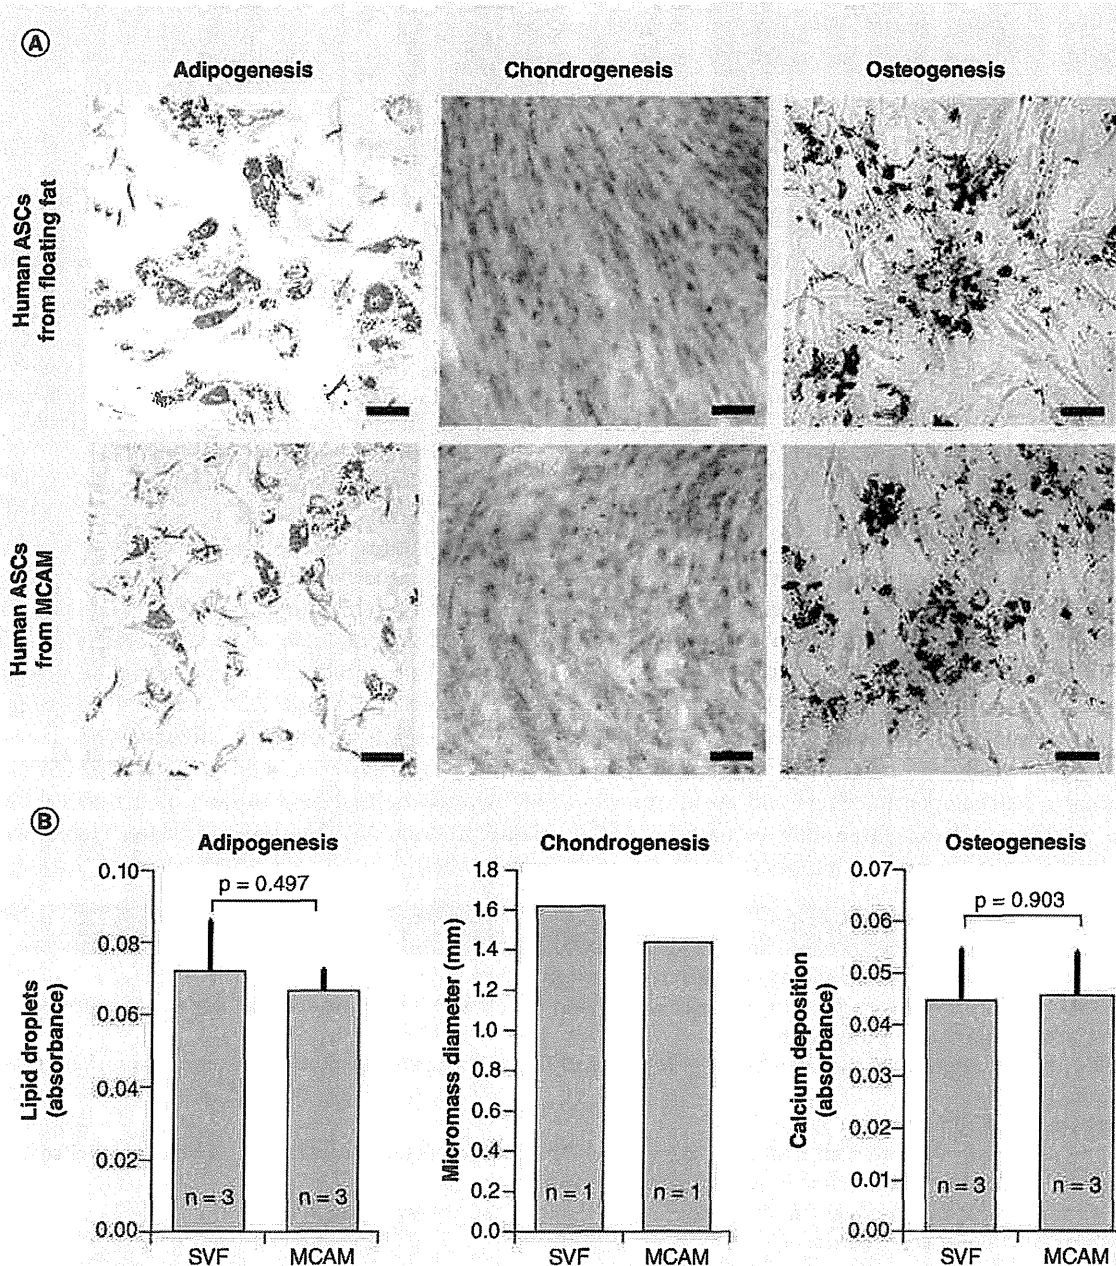 A
Adipogenesis
Chondrogenesis
Osteogenesis
Human ASCs
from floating fat
Human ASCs
from MCAM
B
Adipogenesis
p = 0.497
Lipid droplets
(absorbance)
0.10
0.08
0.06
0.04
0.02
0.00
n = 3
n = 3
SVF
MCAM
Chondrogenesis
Micromass diameter (mm)
1.8
1.6
1.4
1.2
1.0
0.8
0.6
0.4
0.2
0.0
n = 1
n = 1
SVF
MCAM
Osteogenesis
p = 0.903
Calcium deposition
(absorbance)
0.07
0.06
0.05
0.04
0.03
0.02
0.01
0.00
n = 3
n = 3
SVF
MCAM